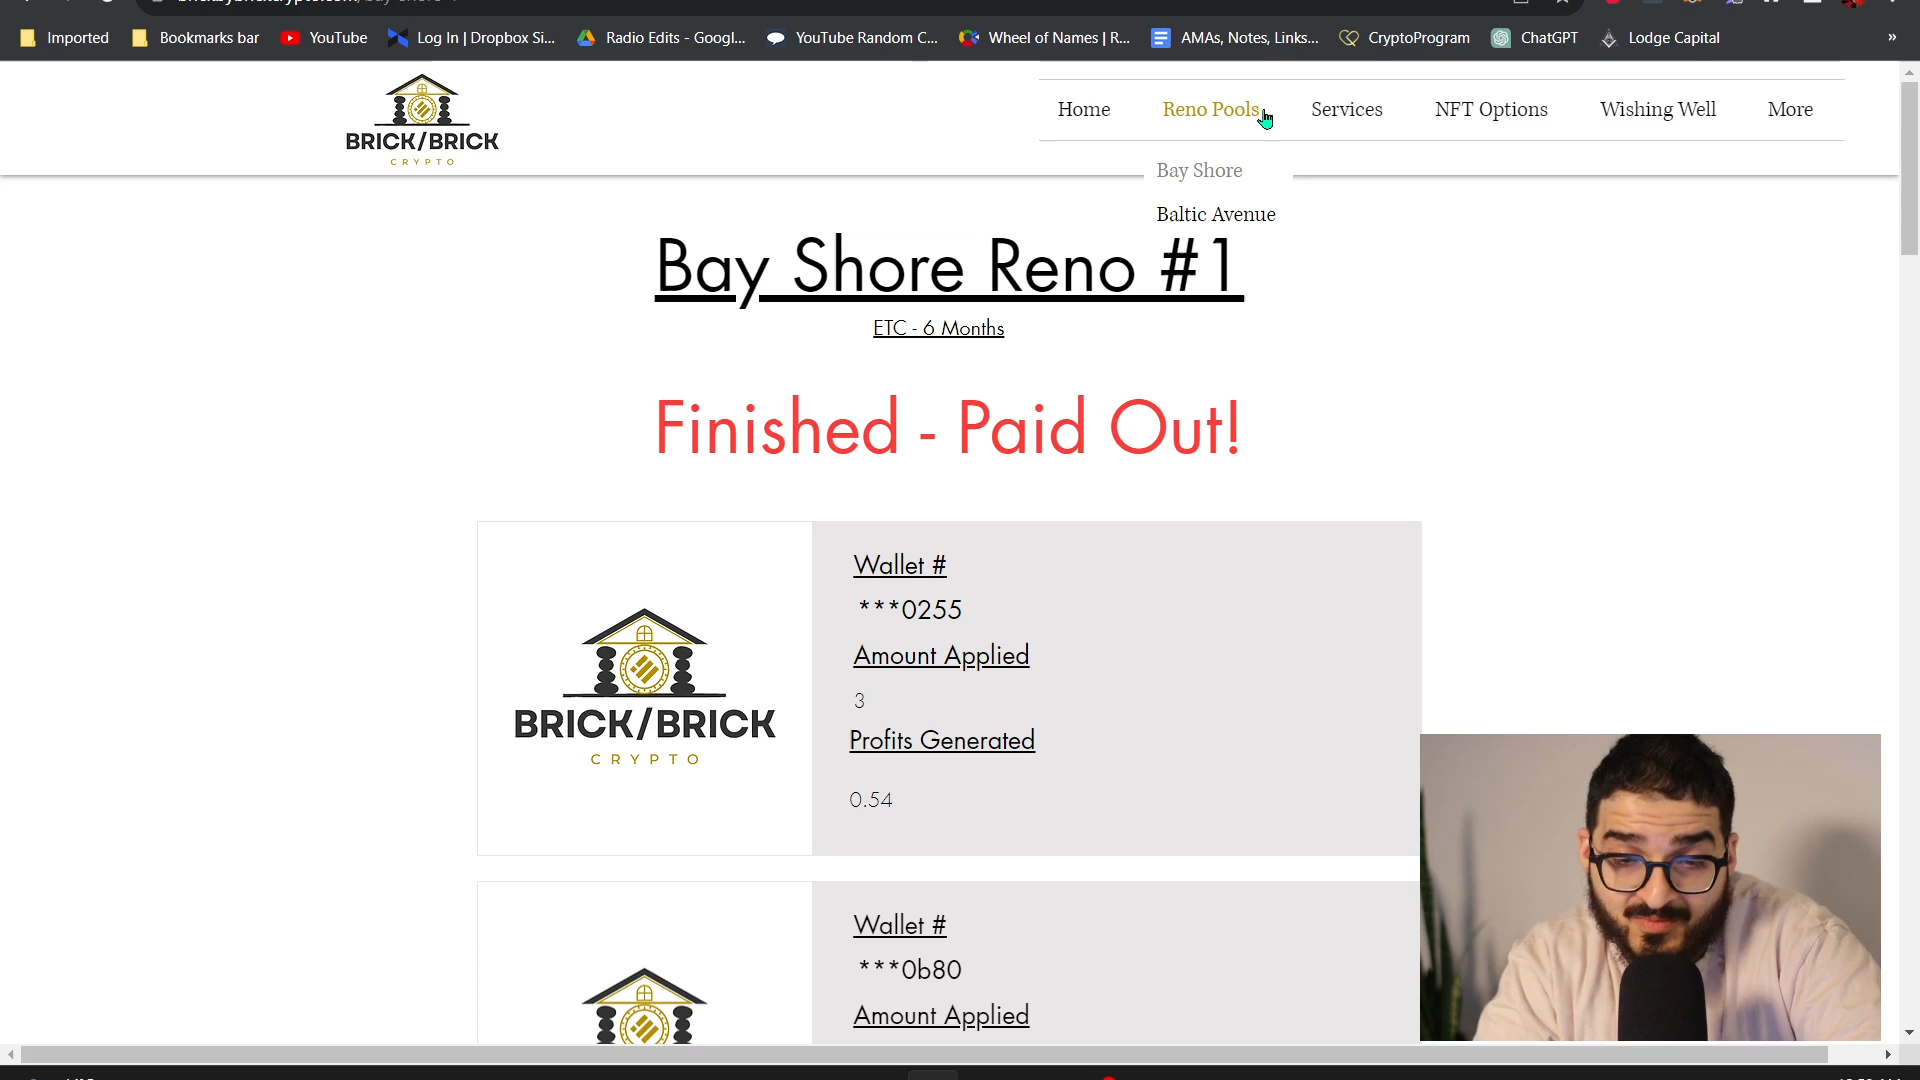 Imported
Bookmarks bar
YouTube
Log In | Dropbox Si...
Radio Edits - Googl...
YouTube Random C...
Wheel of Names | R...
AMAs, Notes, Links...
CryptoProgram
ChatGPT
Lodge Capital
»
BRICK/BRICK
CRYPTO
Home
Reno Pools
Services
NFT Options
Wishing Well
More
Bay Shore
Baltic Avenue
Bay Shore Reno #1
ETC - 6 Months
Finished - Paid Out!
BRICK/BRICK
CRYPTO
Wallet #
***0255
Amount Applied
3
Profits Generated
0.54
Wallet #
***0b80
Amount Applied